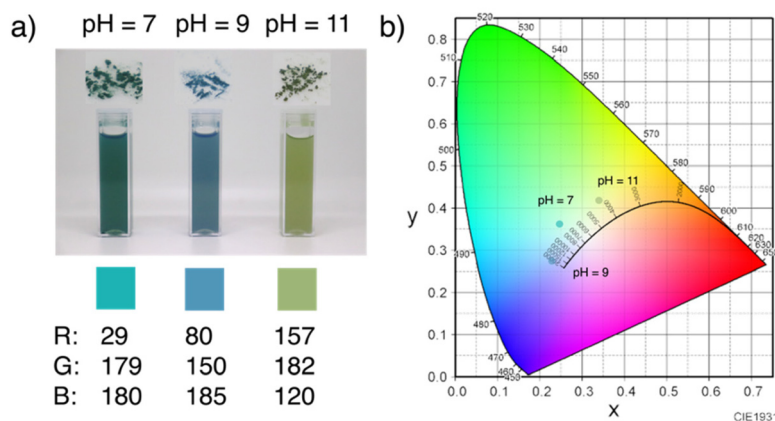 a)
pH = 7 pH = 9 pH = 11
R: 29 80 157
G: 179 150 182
B: 180 185 120
b)
520
530
540
510
550
560
570
500
580
590
600
610
620
630
490
480
470
460
450
pH = 11
pH = 7
pH = 9
0.8
0.7
0.6
0.5
0.4
0.3
0.2
0.1
0.0
y
0.0 0.1 0.2 0.3 0.4 0.5 0.6 0.7
x
CIE1931